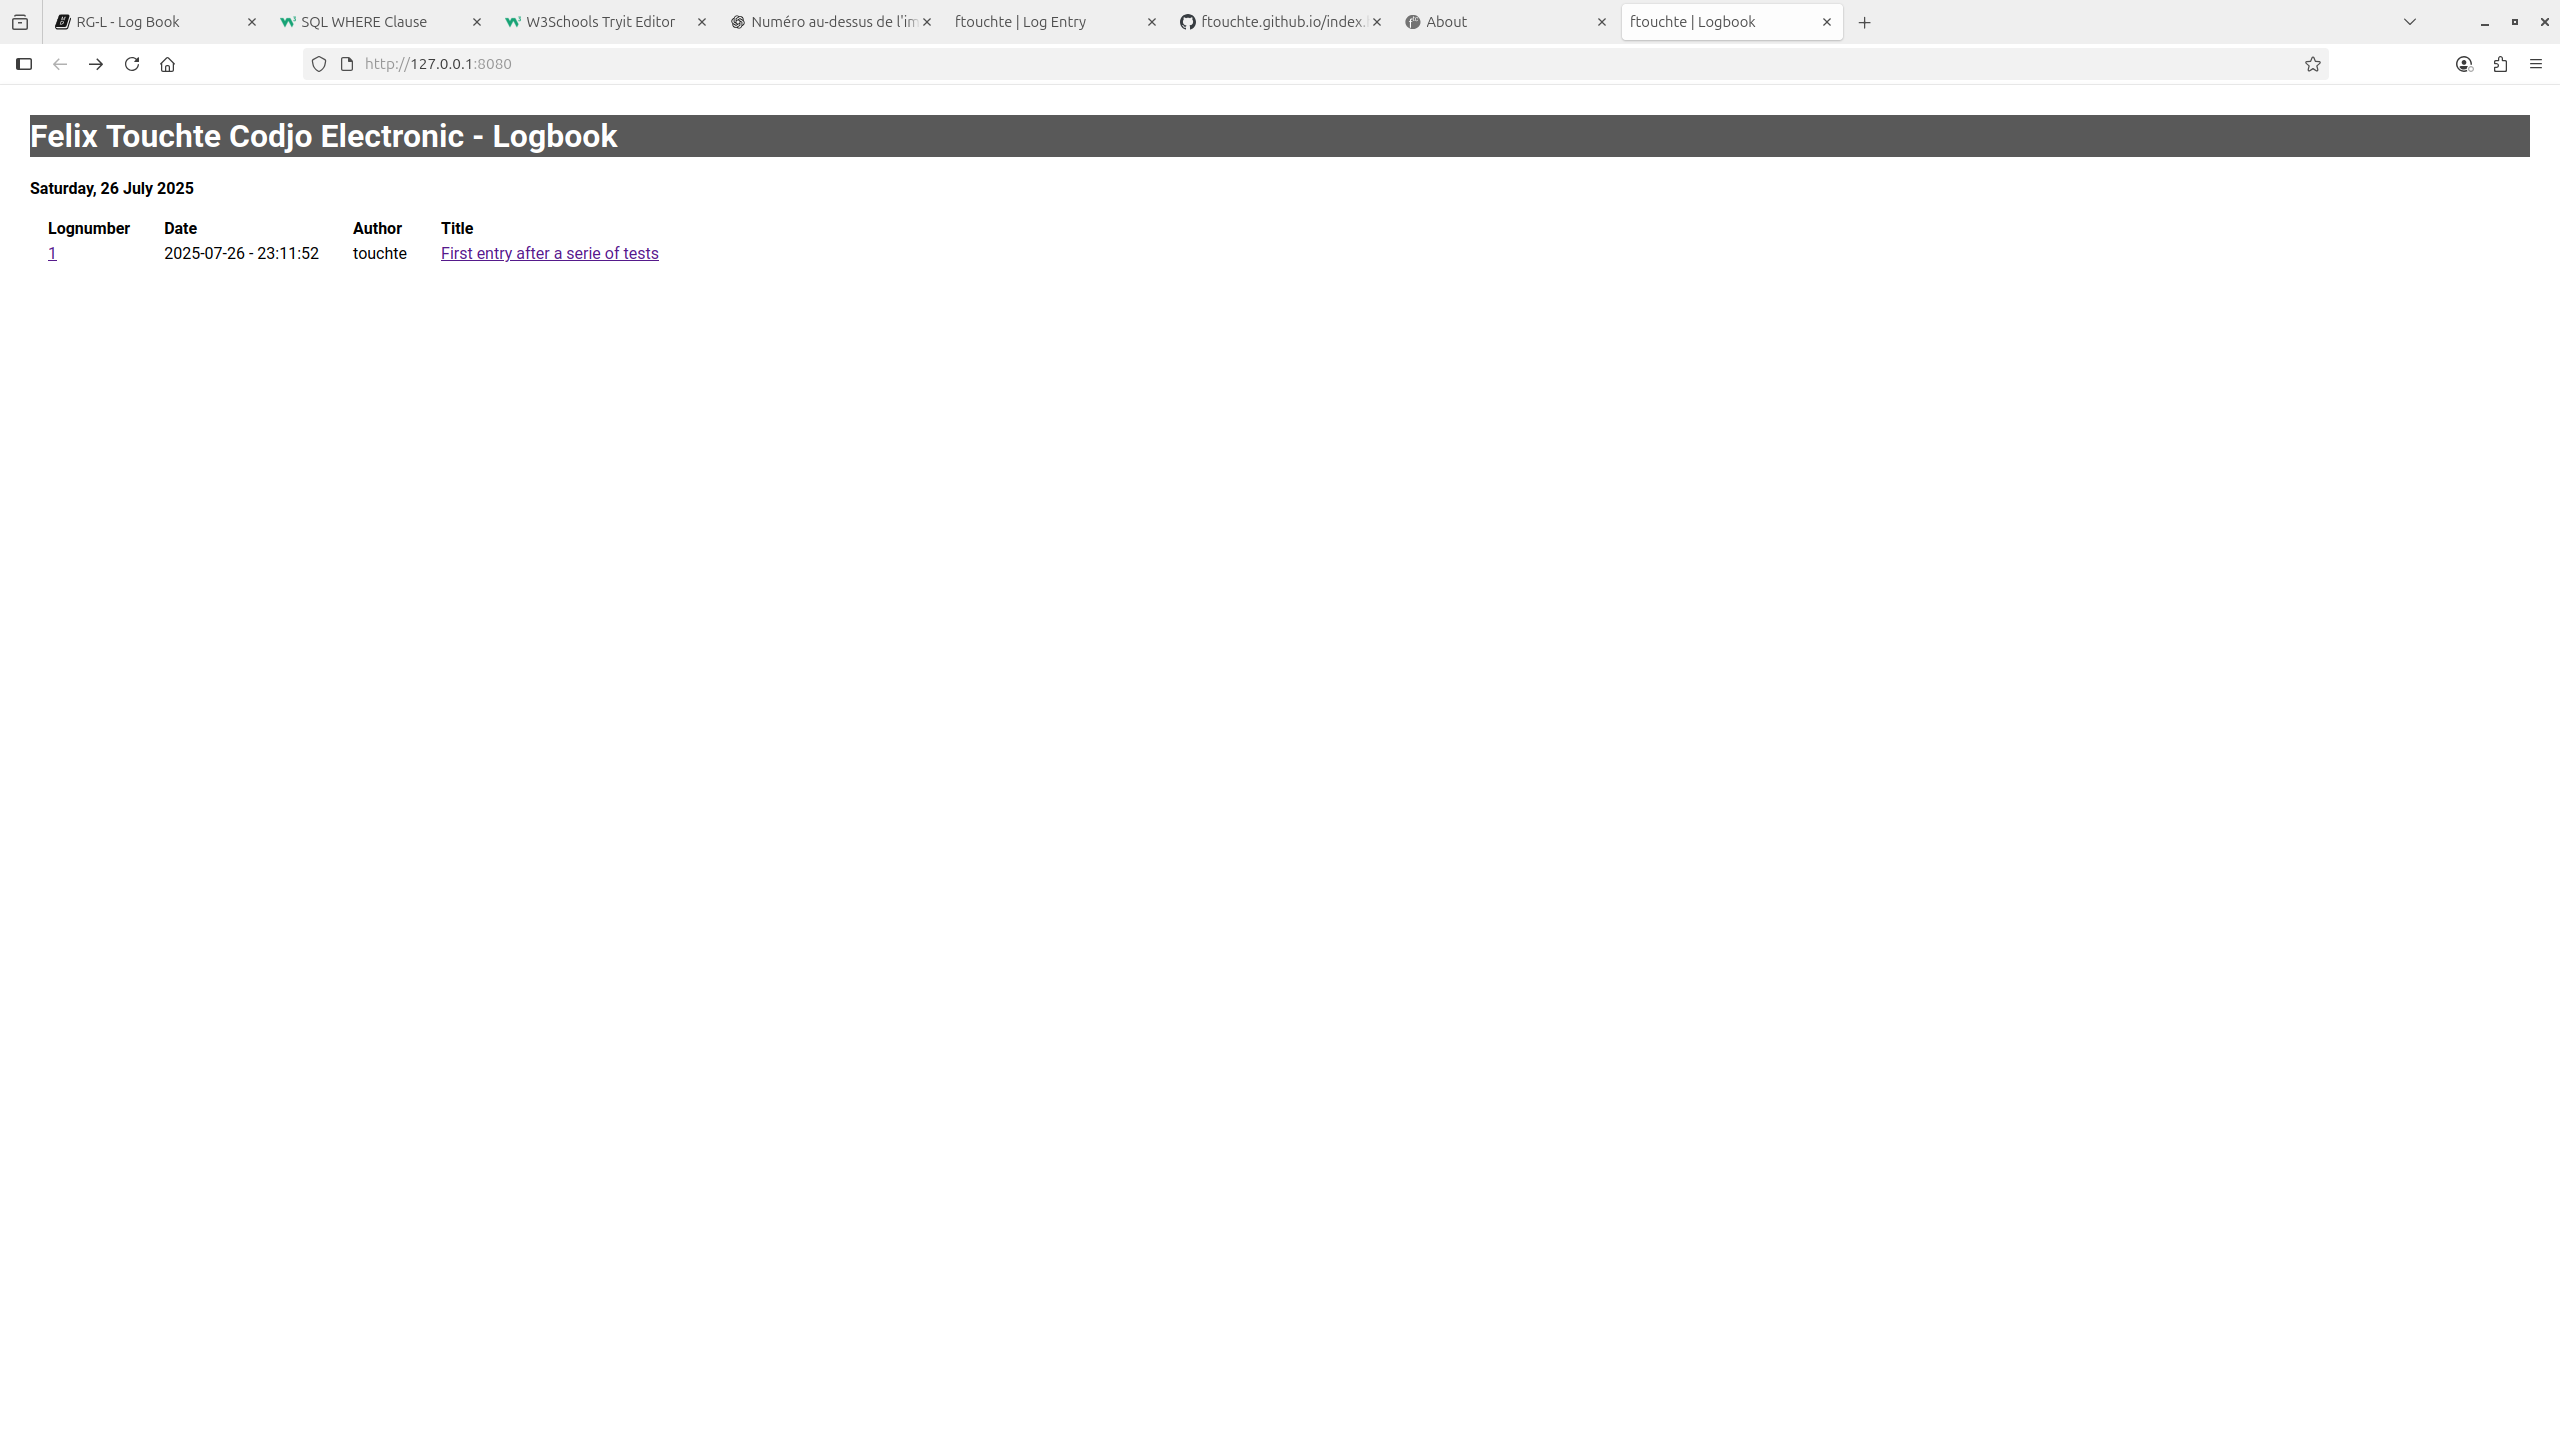 RG-L - Log Book
SQL WHERE Clause
W3Schools Tryit Editor
Numéro au-dessus de l'im
ftouchte | Log Entry
ftouchte.github.io/index.
About
ftouchte | Logbook
http://127.0.0.1:8080
Felix Touchte Codjo Electronic - Logbook
Saturday, 26 July 2025
Lognumber Date Author Title
1 2025-07-26 - 23:11:52 touchte First entry after a serie of tests